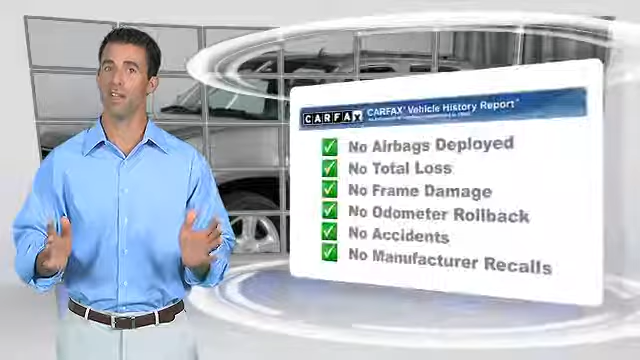 CARFAX CARFAX Vehicle History Report
No Airbags Deployed
No Total Loss
No Frame Damage
No Odometer Rollback
No Accidents
No Manufacturer Recalls